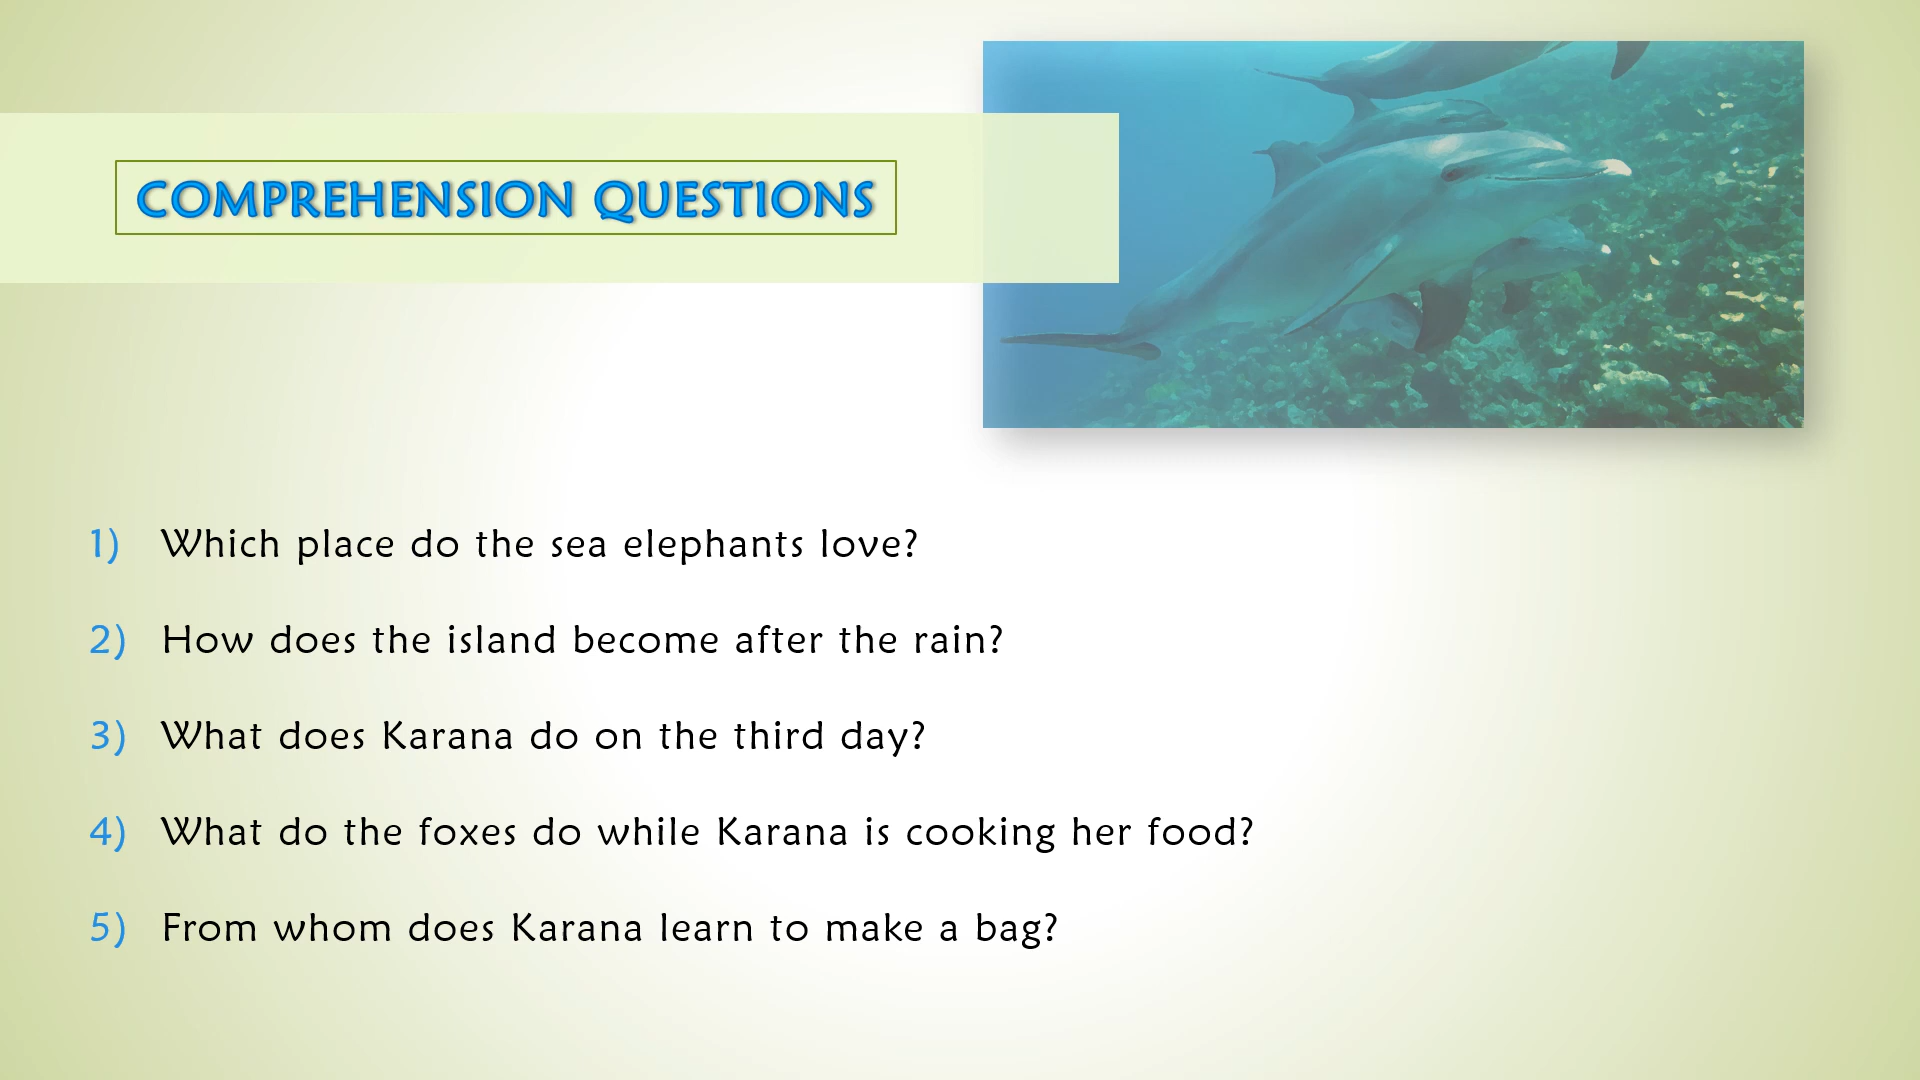 COMPREHENSION QUESTIONS
1) Which place do the sea elephants love?
2) How does the island become after the rain?
3) What does Karana do on the third day?
4) What do the foxes do while Karana is cooking her food?
5) From whom does Karana learn to make a bag?